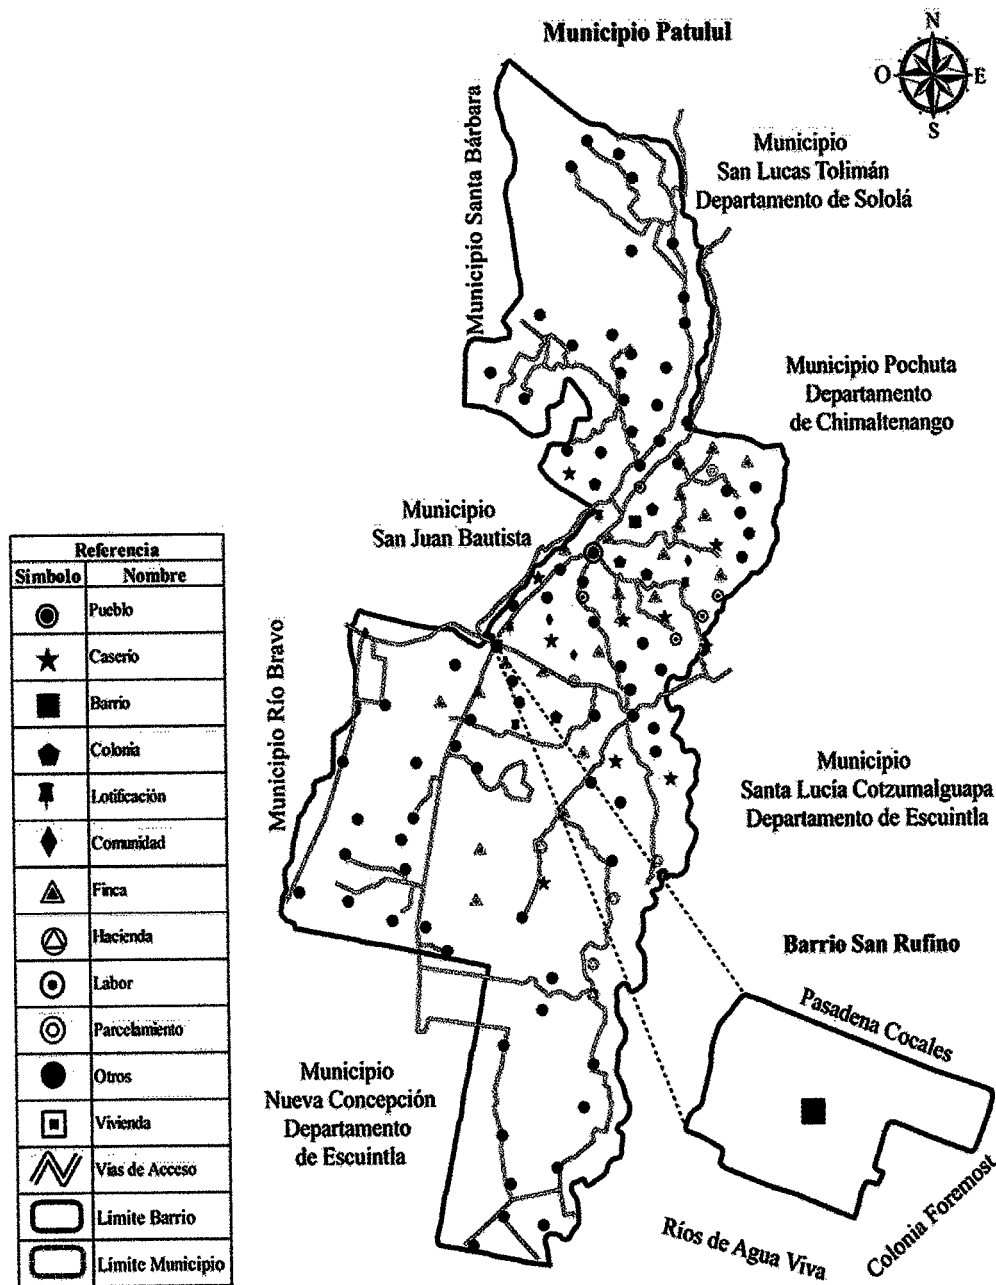 Municipio Patulul
N
O
E
S
Municipio Santa Bárbara
Municipio
San Lucas Tolimán
Departamento de Sololá
Municipio Pochuta
Departamento
de Chimaltenango
Municipio
San Juan Bautista
Referencia
Símbolo Nombre
Pueblo
Caserío
Barrio
Colonia
Lotificación
Comunidad
Finca
Hacienda
Labor
Parcelamiento
Otros
Vivienda
Vías de Acceso
Límite Barrio
Límite Municipio
Municipio Río Bravo
Municipio
Santa Lucía Cotzumalguapa
Departamento de Escuintla
Barrio San Rufino
Pasadena Cocales
Municipio
Nueva Concepción
Departamento
de Escuintla
Ríos de Agua Viva
Colonia Foremost